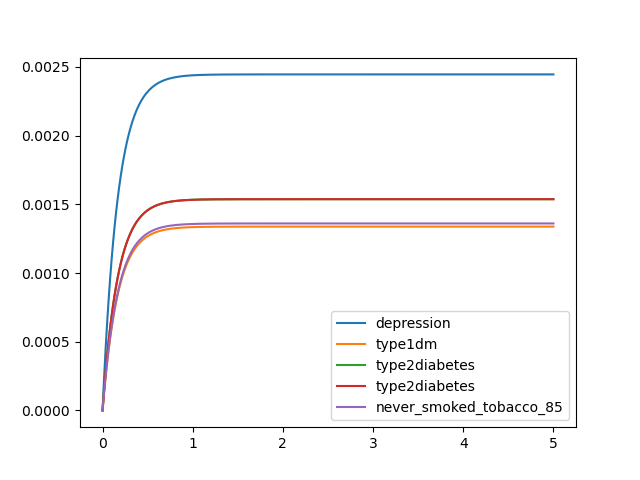 0.0025
0.0020
0.0015
0.0010
0.0005
0.0000
depression
type1dm
type2diabetes
type2diabetes
never_smoked_tobacco_85
0 1 2 3 4 5